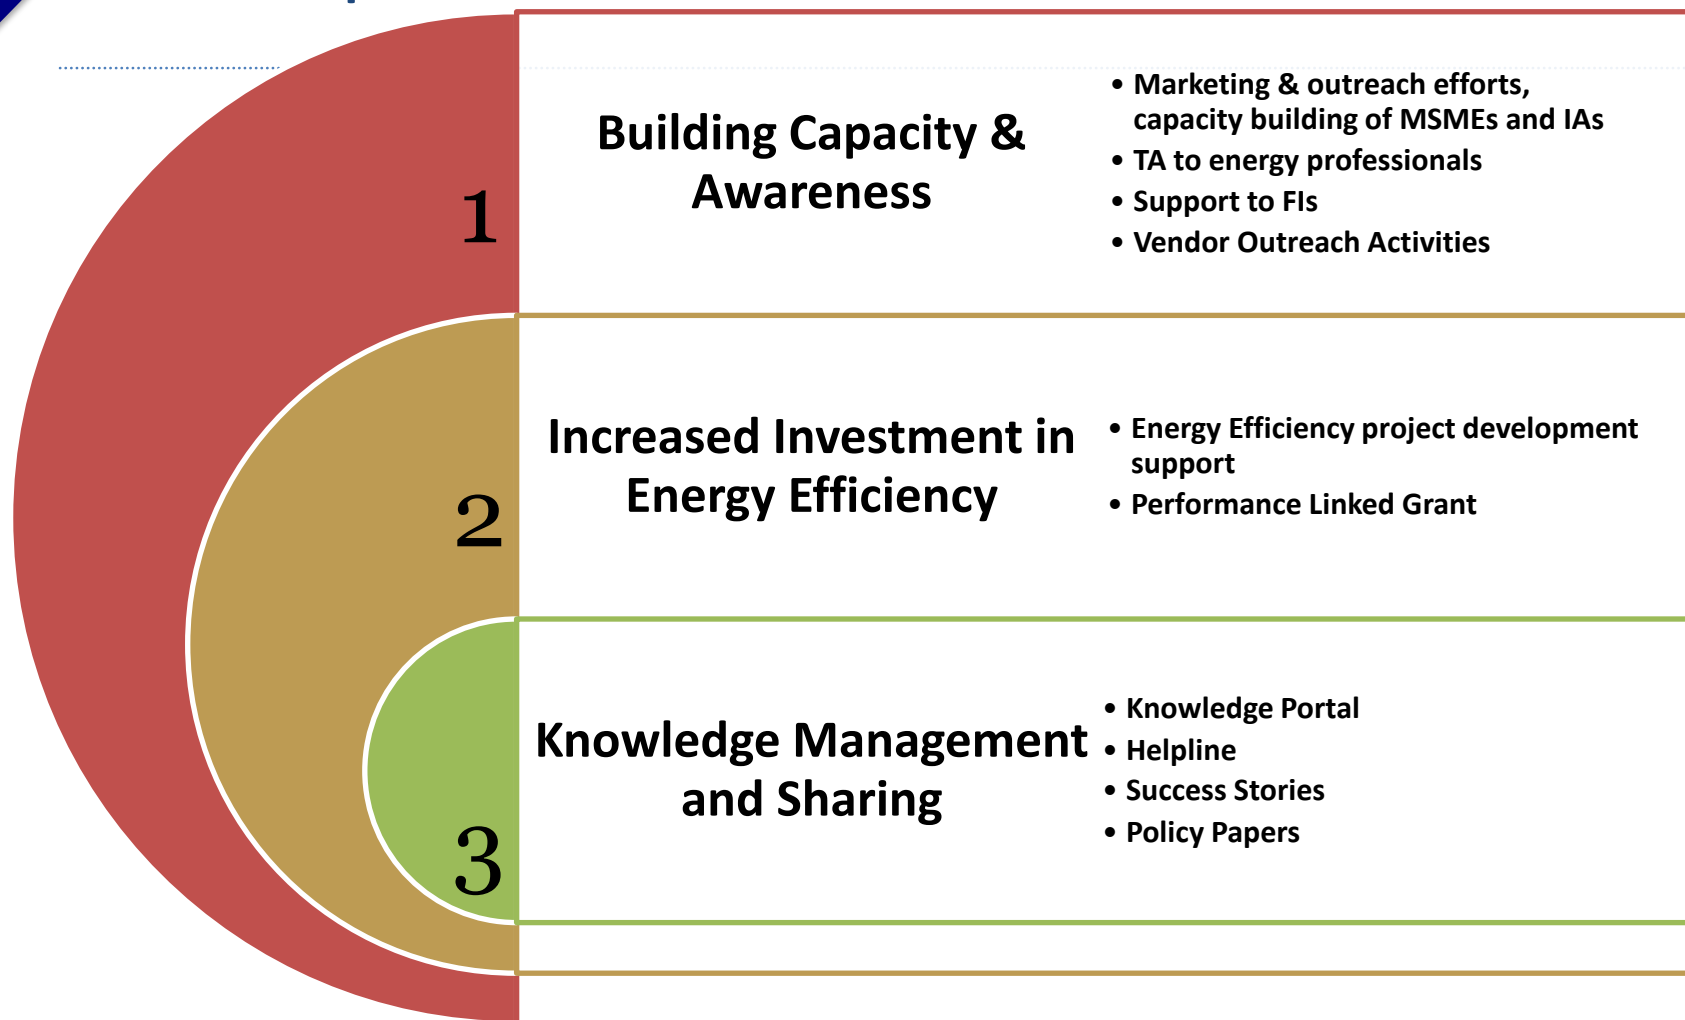 1
Building Capacity &
Awareness
• Marketing & outreach efforts,
capacity building of MSMEs and IAs
• TA to energy professionals
• Support to FIs
• Vendor Outreach Activities
2
Increased Investment in
Energy Efficiency
• Energy Efficiency project development
support
• Performance Linked Grant
3
Knowledge Management
and Sharing
• Knowledge Portal
• Helpline
• Success Stories
• Policy Papers